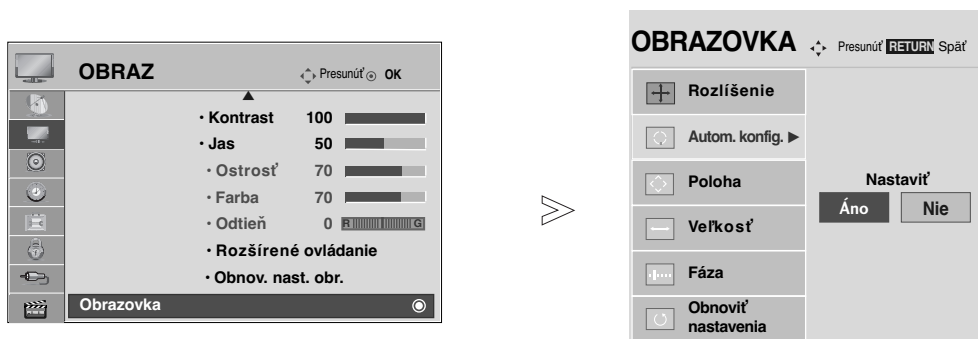 OBRAZ
Presunúť OK
• Kontrast 100
• Jas 50
• Ostrosť 70
• Farba 70
• Odtieň 0 R G
• Rozšírené ovládanie
• Obnov. nast. obr.
Obrazovka
OBRAZOVKA
Presunúť RETURN Späť
Rozlíšenie
Autom. konfig. ►
Poloha
Veľkosť
Fáza
Obnoviť
nastavenia
Nastaviť
Áno Nie